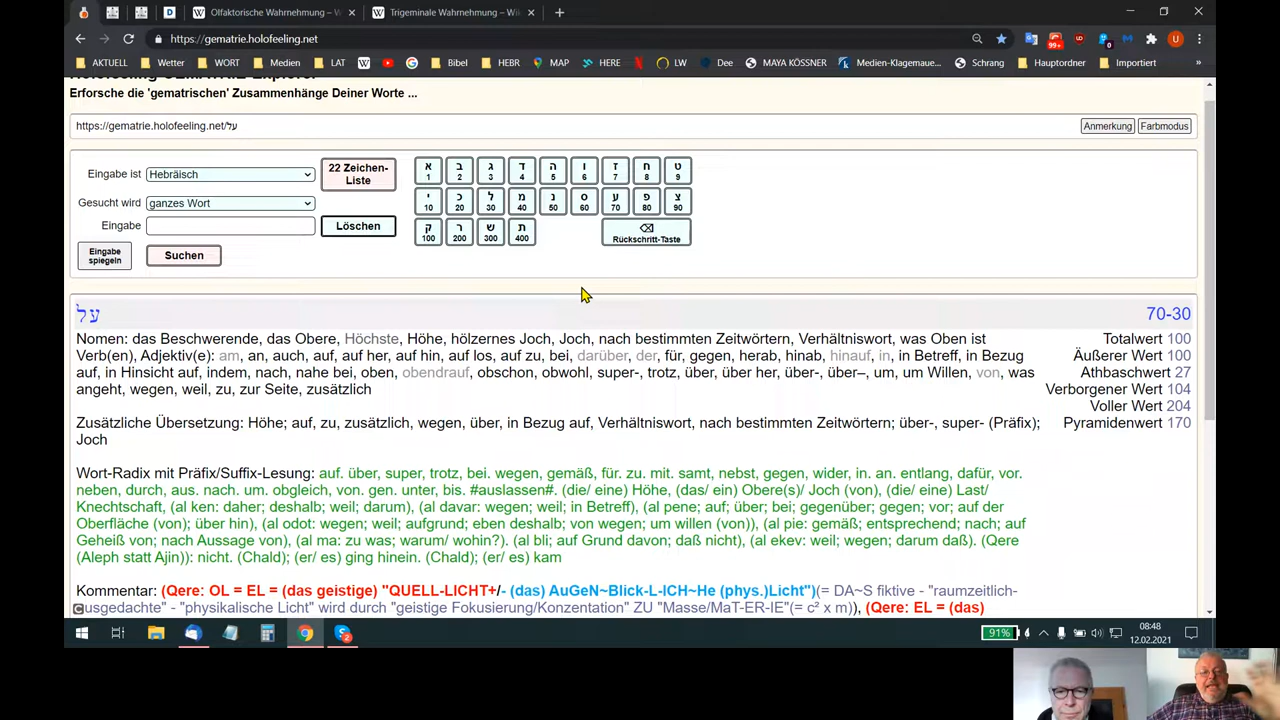 Olfaktorische Wahrnehmung – W
Trigeminale Wahrnehmung – Wik
https://gematrie.holofeeling.net
99+
0
U
AKTUELL
Wetter
WORT
Medien
LAT
Bibel
HEBR
MAP
HERE
LW
Dee
MAYA KÖSSNER
Medien-Klagemaue...
Schrang
Hauptordner
Importiert
»
Erforsche die 'gematrischen' Zusammenhänge Deiner Worte ...
https://gematrie.holofeeling.net/על
Anmerkung
Farbmodus
Eingabe ist
Hebräisch
22 Zeichen-
Liste
Gesucht wird
ganzes Wort
Eingabe
Löschen
Eingabe
spiegeln
Suchen
א ב ג ד ה ו ז ח ט
1 2 3 4 5 6 7 8 9
י כ ל מ נ ס ע פ צ
10 20 30 40 50 60 70 80 90
ק ר ש ת
100 200 300 400
Rückschritt-Taste
על
70-30
Nomen: das Beschwerende, das Obere, Höchste, Höhe, hölzernes Joch, Joch, nach bestimmten Zeitwörtern, Verhältniswort, was Oben ist
Verb(en), Adjektiv(e): am, an, auch, auf, auf her, auf hin, auf los, auf zu, bei, darüber, der, für, gegen, herab, hinab, hinauf, in, in Betreff, in Bezug
auf, in Hinsicht auf, indem, nach, nahe bei, oben, obendrauf, obschon, obwohl, super-, trotz, über, über her, über-, über–, um, um Willen, von, was
angeht, wegen, weil, zu, zur Seite, zusätzlich
Totalwert 100
Äußerer Wert 100
Athbaschwert 27
Verborgener Wert 104
Voller Wert 204
Pyramidenwert 170
Zusätzliche Übersetzung: Höhe; auf, zu, zusätzlich, wegen, über, in Bezug auf, Verhältniswort, nach bestimmten Zeitwörtern; über-, super- (Präfix);
Joch
Wort-Radix mit Präfix/Suffix-Lesung: auf. über, super, trotz, bei. wegen, gemäß, für. zu. mit. samt, nebst, gegen, wider, in. an. entlang, dafür, vor.
neben, durch, aus. nach. um. obgleich, von. gen. unter, bis. #auslassen#. (die/ eine) Höhe, (das/ ein) Obere(s)/ Joch (von), (die/ eine) Last/
Knechtschaft, (al ken: daher; deshalb; weil; darum), (al davar: wegen; weil; in Betreff), (al pene; auf; über; bei; gegenüber; gegen; vor; auf der
Oberfläche (von); über hin), (al odot: wegen; weil; aufgrund; eben deshalb; von wegen; um willen (von)), (al pie: gemäß; entsprechend; nach; auf
Geheiß von; nach Aussage von), (al ma: zu was; warum/ wohin?). (al bli; auf Grund davon; daß nicht), (al ekev: weil; wegen; darum daß). (Qere
(Aleph statt Ajin)): nicht. (Chald); (er/ es) ging hinein. (Chald); (er/ es) kam
Kommentar: (Qere: OL = EL = (das geistige) "QUELL-LICHT+/- (das) AuGeN~Blick-L-ICH~He (phys.)Licht")(= DA~S fiktive - "raumzeitlich-
ausgedachte" - "physikalische Licht" wird durch "geistige Fokusierung/Konzentation" ZU "Masse/MaT-ER-IE"(= c² x m)), (Qere: EL = (das)
91%
08:48
12.02.2021